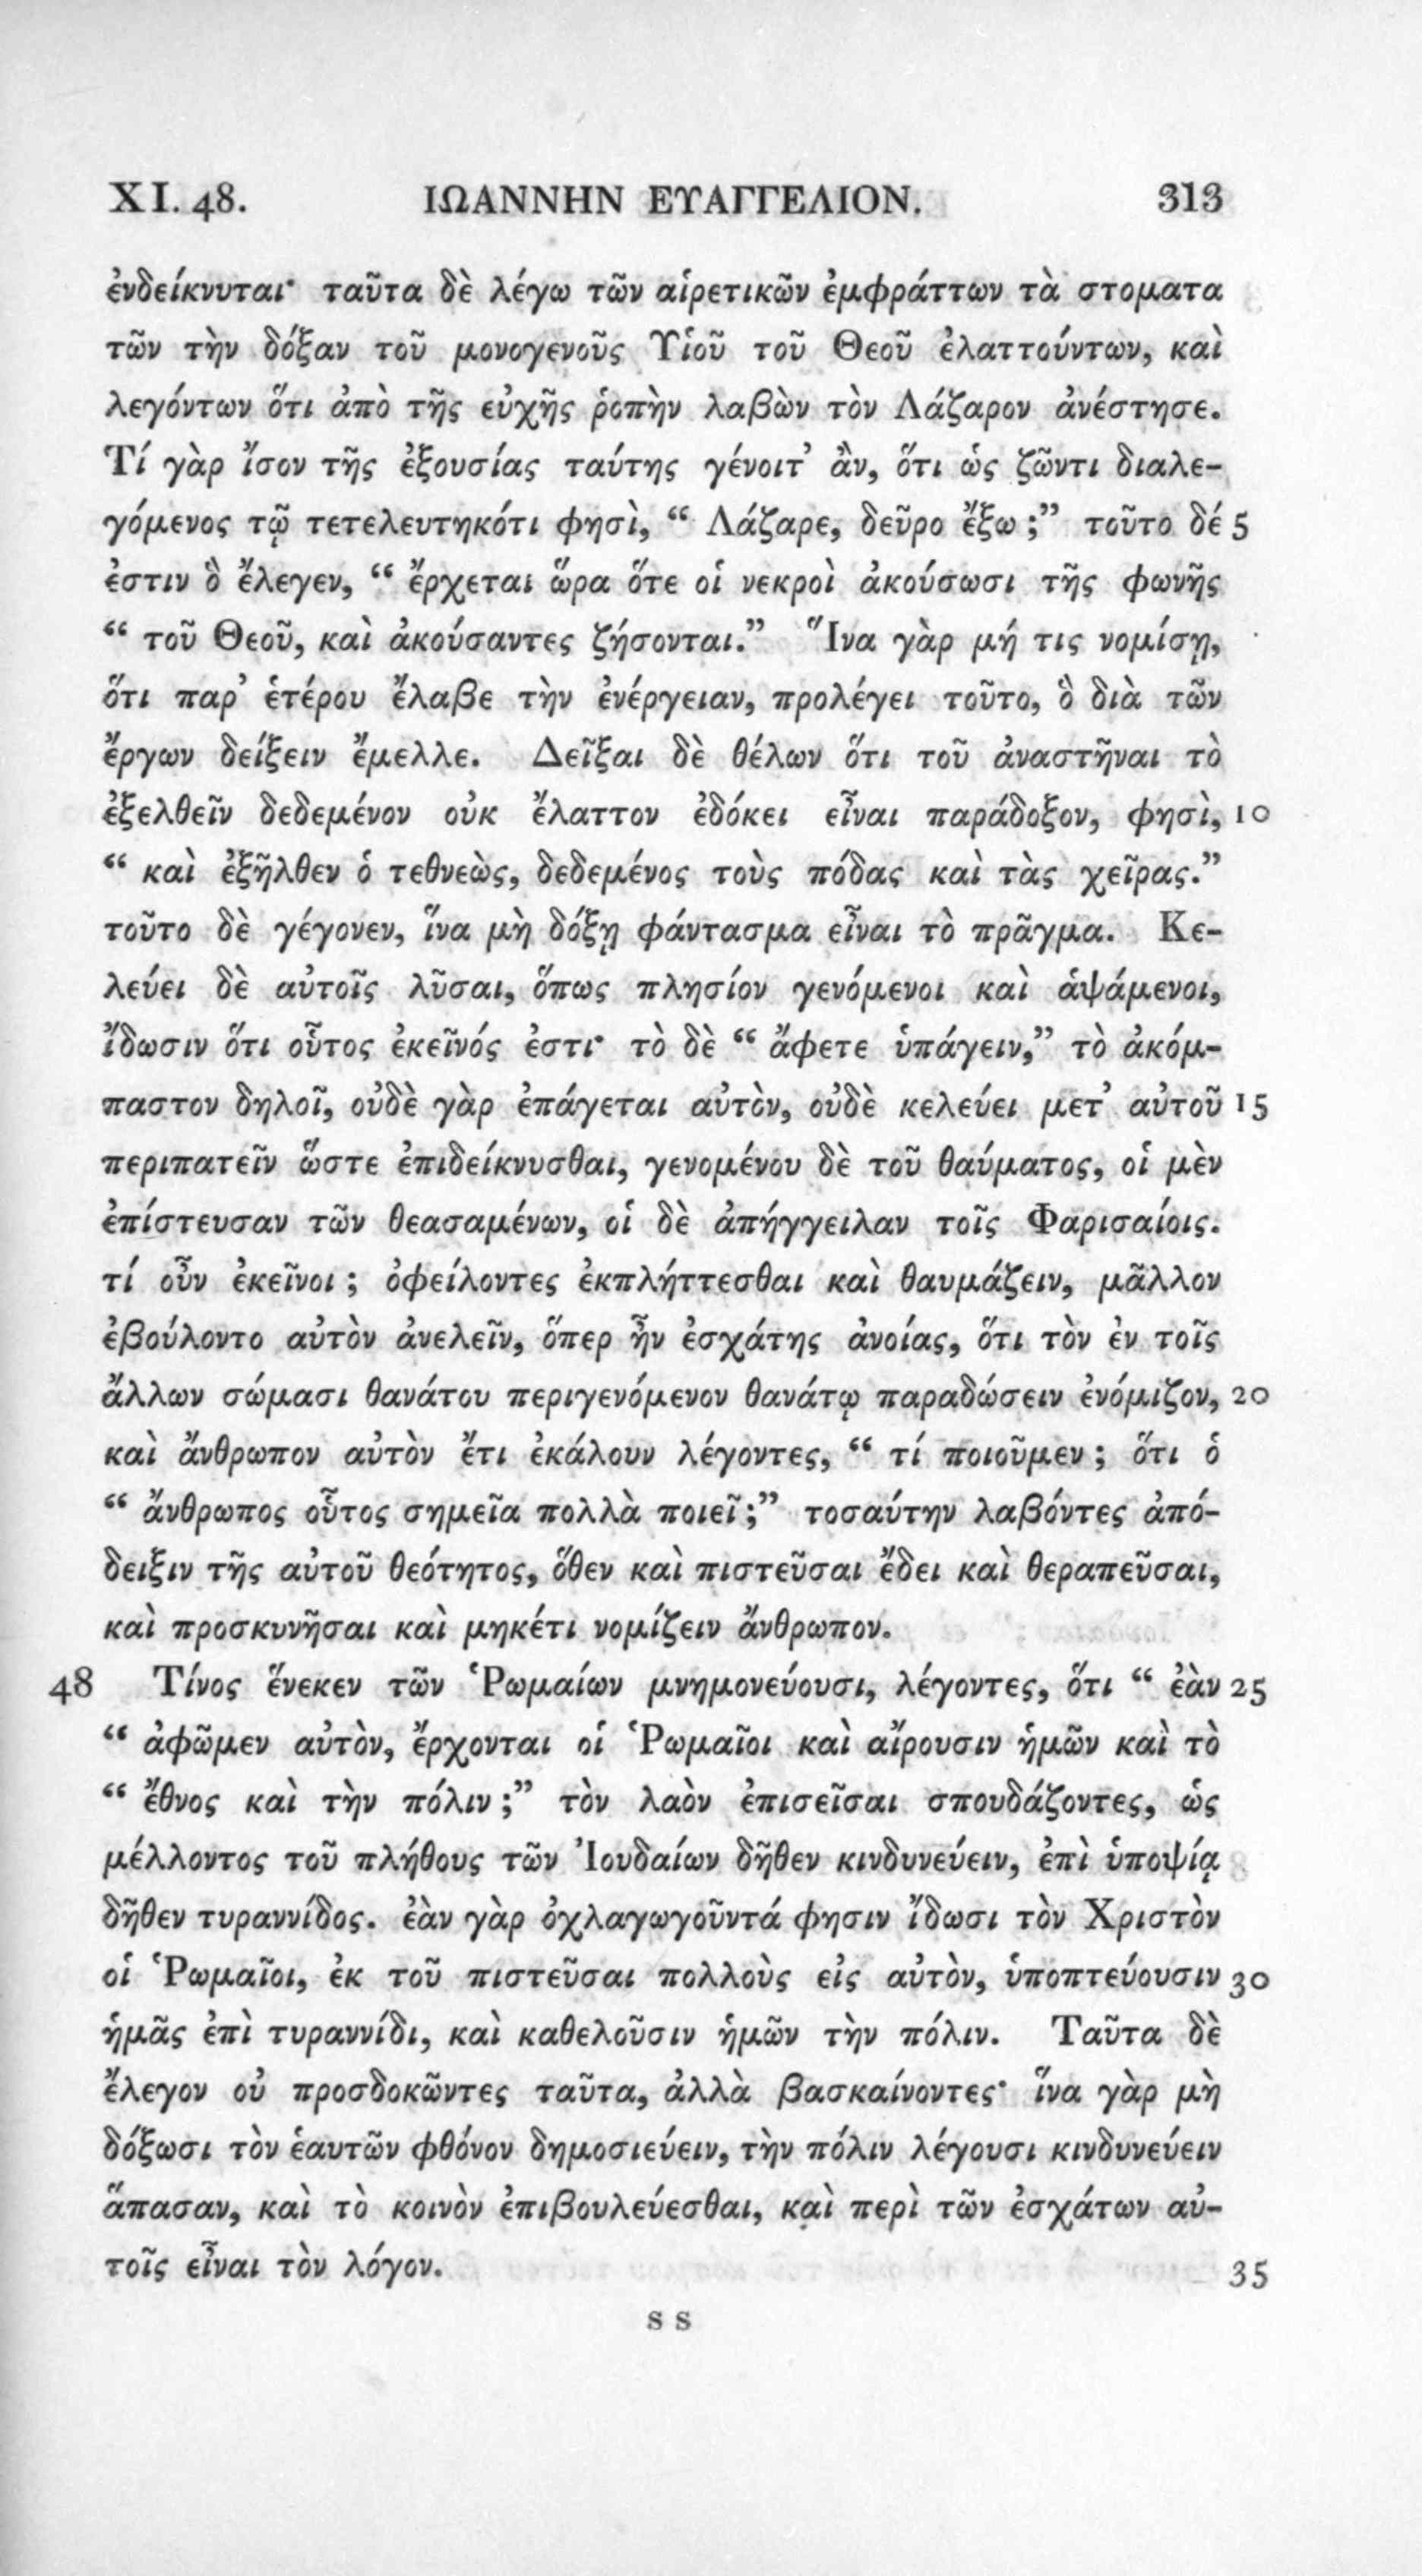 XI. 48. ΙΩΑΝΝΗΝ ΕΥΑΓΓΕΛΙΟΝ. 313
ἐνδείκνυται· ταῦτα δὲ λέγω τῶν αἱρετικῶν ἐμφράττων τὰ στοματα
τῶν τὴν δόξαν τοῦ μονογενοῦς Υἱοῦ τοῦ Θεοῦ ἐλαττούντων, καὶ
λεγόντων ὅτι ἀπὸ τῆς εὐχῆς ῥοπὴν λαβὼν τὸν Λάζαρον ἀνέστησε.
Τί γὰρ ἴσον τῆς ἐξουσίας ταύτης γένοιτ’ ἂν, ὅτι ὡς ζῶντι διαλε-
γόμενος τῷ τετελευτηκότι φησὶ, “ Λάζαρε, δεῦρο ἔξω ;” τοῦτο δέ 5
ἐστιν ὃ ἔλεγεν, “ ἔρχεται ὥρα ὅτε οἱ νεκροὶ ἀκούσωσι τῆς φωνῆς
“ τοῦ Θεοῦ, καὶ ἀκούσαντες ζήσονται.” Ἵνα γὰρ μή τις νομίσῃ,
ὅτι παρ’ ἑτέρου ἔλαβε τὴν ἐνέργειαν, προλέγει τοῦτο, ὃ διὰ τῶν
ἔργων δείξειν ἔμελλε. Δεῖξαι δὲ θέλων ὅτι τοῦ ἀναστῆναι τὸ
ἐξελθεῖν δεδεμένον οὐκ ἔλαττον ἐδόκει εἶναι παράδοξον, φησὶ, 10
“ καὶ ἐξῆλθεν ὁ τεθνεὼς, δεδεμένος τοὺς πόδας καὶ τὰς χεῖρας.”
τοῦτο δὲ γέγονεν, ἵνα μὴ δόξῃ φάντασμα εἶναι τὸ πρᾶγμα. Κε-
λεύει δὲ αὐτοῖς λῦσαι, ὅπως πλησίον γενόμενοι καὶ ἁψάμενοι,
ἴδωσιν ὅτι οὗτος ἐκεῖνός ἐστι· τὸ δὲ “ ἄφετε ὑπάγειν,” τὸ ἀκόμ-
παστον δηλοῖ, οὐδὲ γὰρ ἐπάγεται αὐτὸν, οὐδὲ κελεύει μετ’ αὐτοῦ 15
περιπατεῖν ὥστε ἐπιδείκνυσθαι, γενομένου δὲ τοῦ θαύματος, οἱ μὲν
ἐπίστευσαν τῶν θεασαμένων, οἱ δὲ ἀπήγγειλαν τοῖς Φαρισαίοις.
τί οὖν ἐκεῖνοι ; ὀφείλοντες ἐκπλήττεσθαι καὶ θαυμάζειν, μᾶλλον
ἐβούλοντο αὐτὸν ἀνελεῖν, ὅπερ ἦν ἐσχάτης ἀνοίας, ὅτι τὸν ἐν τοῖς
ἄλλων σώμασι θανάτου περιγενόμενον θανάτῳ παραδώσειν ἐνόμιζον, 20
καὶ ἄνθρωπον αὐτὸν ἔτι ἐκάλουν λέγοντες, “ τί ποιοῦμεν ; ὅτι ὁ
“ ἄνθρωπος οὗτος σημεῖα πολλὰ ποιεῖ ;” τοσαύτην λαβόντες ἀπό-
δειξιν τῆς αὐτοῦ θεότητος, ὅθεν καὶ πιστεῦσαι ἔδει καὶ θεραπεῦσαι,
καὶ προσκυνῆσαι καὶ μηκέτι νομίζειν ἄνθρωπον.
48 Τίνος ἕνεκεν τῶν Ῥωμαίων μνημονεύουσι, λέγοντες, ὅτι “ ἐὰν 25
“ ἀφῶμεν αὐτὸν, ἔρχονται οἱ Ῥωμαῖοι καὶ αἴρουσιν ἡμῶν καὶ τὸ
“ ἔθνος καὶ τὴν πόλιν ;” τὸν λαὸν ἐπισεῖσαι σπουδάζοντες, ὡς
μέλλοντος τοῦ πλήθους τῶν Ἰουδαίων δῆθεν κινδυνεύειν, ἐπὶ ὑποψίᾳ
δῆθεν τυραννίδος. ἐὰν γὰρ ὀχλαγωγοῦντά φησιν ἴδωσι τὸν Χριστὸν
οἱ Ῥωμαῖοι, ἐκ τοῦ πιστεῦσαι πολλοὺς εἰς αὐτὸν, ὑποπτεύουσιν 30
ἡμᾶς ἐπὶ τυραννίδι, καὶ καθελοῦσιν ἡμῶν τὴν πόλιν. Ταῦτα δὲ
ἔλεγον οὐ προσδοκῶντες ταῦτα, ἀλλὰ βασκαίνοντες· ἵνα γὰρ μὴ
δόξωσι τὸν ἑαυτῶν φθόνον δημοσιεύειν, τὴν πόλιν λέγουσι κινδυνεύειν
ἅπασαν, καὶ τὸ κοινὸν ἐπιβουλεύεσθαι, καὶ περὶ τῶν ἐσχάτων αὐ-
τοῖς εἶναι τὸν λόγον. 35
s s